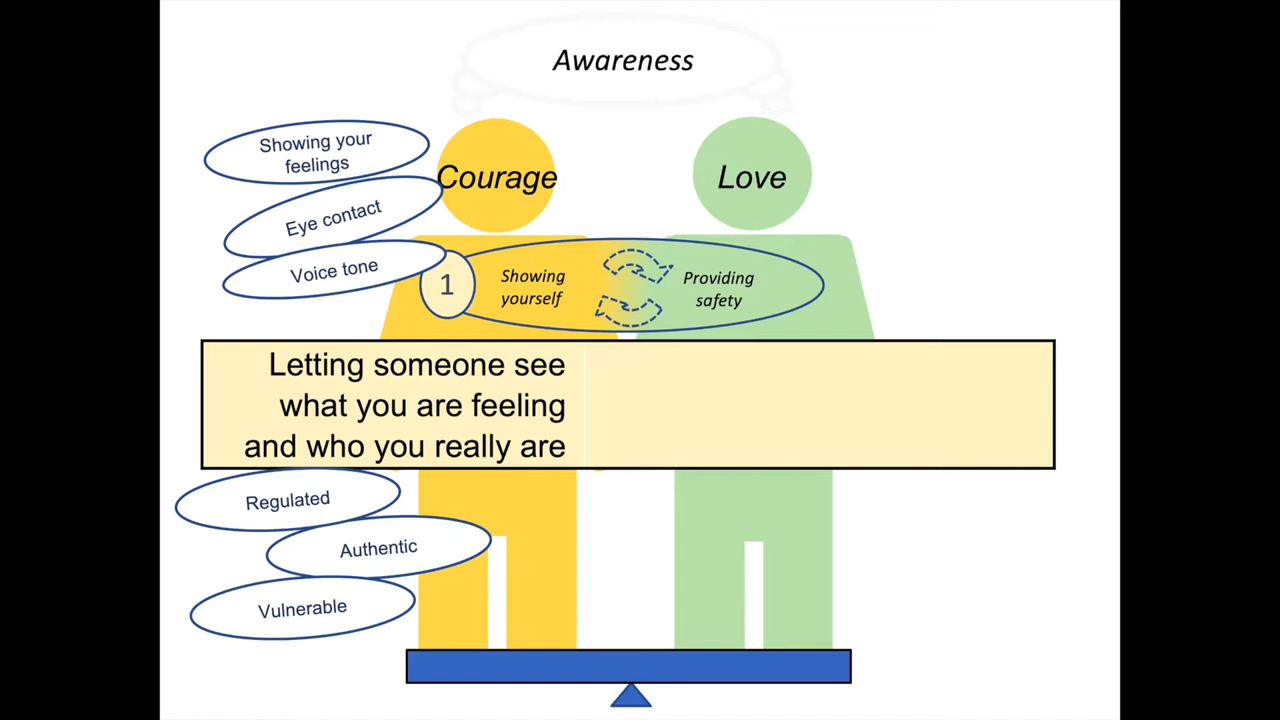 Awareness
Showing your
feelings
Courage
Love
Eye contact
Voice tone
1
Showing
yourself
Providing
safety
Letting someone see
what you are feeling
and who you really are
Regulated
Authentic
Vulnerable